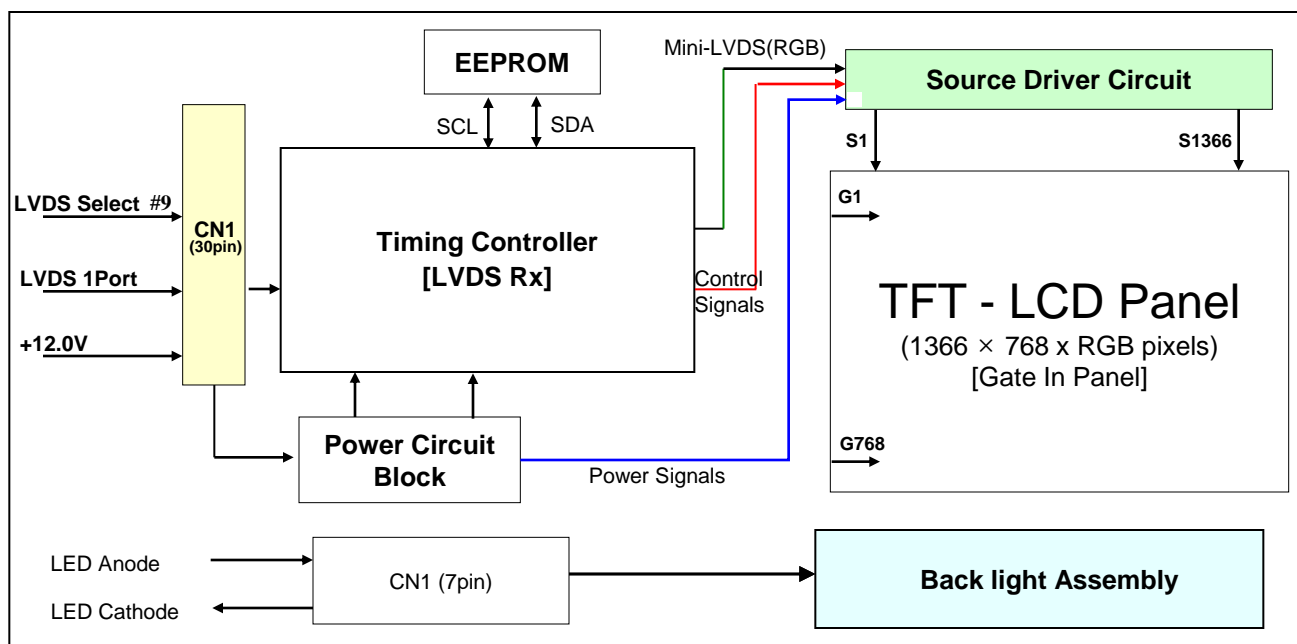 EEPROM
SCL
SDA
Mini-LVDS(RGB)
Source Driver Circuit
S1
S1366
LVDS Select #9
LVDS 1Port
+12.0V
CN1
(30pin)
Timing Controller
[LVDS Rx]
Control
Signals
G1
TFT - LCD Panel
(1366 × 768 x RGB pixels)
[Gate In Panel]
G768
Power Circuit
Block
Power Signals
LED Anode
LED Cathode
CN1 (7pin)
Back light Assembly